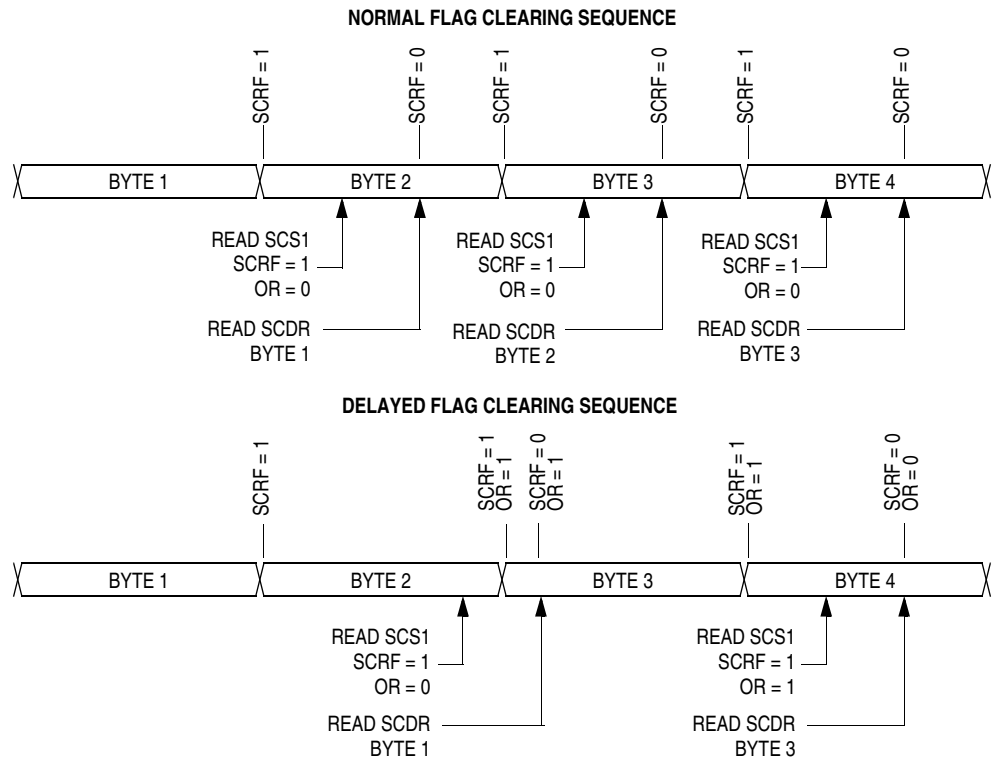 NORMAL FLAG CLEARING SEQUENCE
SCRF = 1
SCRF = 0
SCRF = 1
SCRF = 0
SCRF = 1
SCRF = 0
BYTE 1
BYTE 2
BYTE 3
BYTE 4
READ SCS1
SCRF = 1
OR = 0
READ SCDR
BYTE 1
READ SCS1
SCRF = 1
OR = 0
READ SCDR
BYTE 2
READ SCS1
SCRF = 1
OR = 0
READ SCDR
BYTE 3
DELAYED FLAG CLEARING SEQUENCE
SCRF = 1
SCRF = 1
OR = 1
SCRF = 0
OR = 1
SCRF = 1
OR = 1
SCRF = 0
OR = 0
BYTE 1
BYTE 2
BYTE 3
BYTE 4
READ SCS1
SCRF = 1
OR = 0
READ SCDR
BYTE 1
READ SCS1
SCRF = 1
OR = 1
READ SCDR
BYTE 3